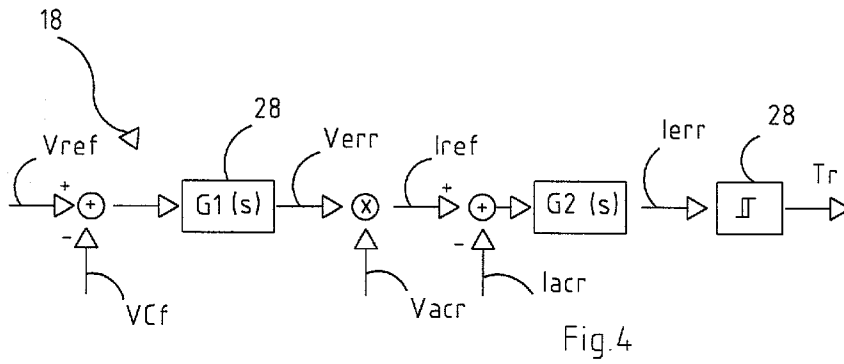 18
28
28
Vref
Verr
Iref
Ierr
Tr
+
+
G1 (s)
x
+
+
G2 (s)
-
-
VCf
Vacr
Iacr
Fig.4